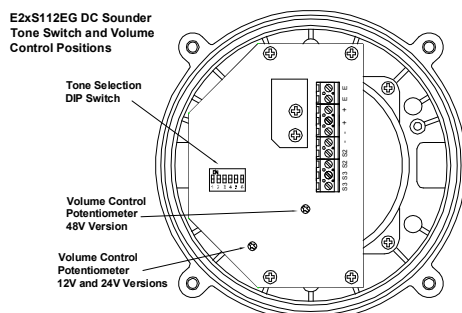 E2xS112EG DC Sounder
Tone Switch and Volume
Control Positions
Tone Selection
DIP Switch
ON
1 2 3 4 5 6
Volume Control
Potentiometer
48V Version
Volume Control
Potentiometer
12V and 24V Versions
E
E
+
+
-
-
S2
S2
S3
S3